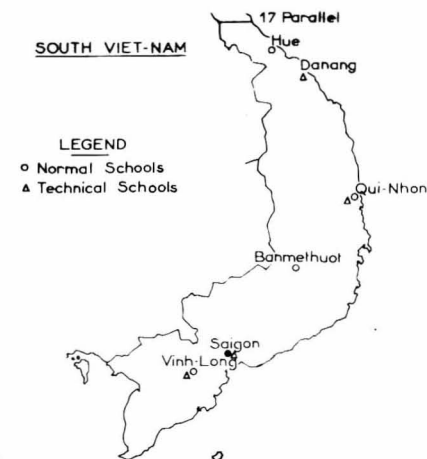 17 Parallel
SOUTH VIET-NAM
Hue
Danang
LEGEND
Normal Schools
Technical Schools
Qui-Nhon
Banmethuot
Saigon
Vinh-Long